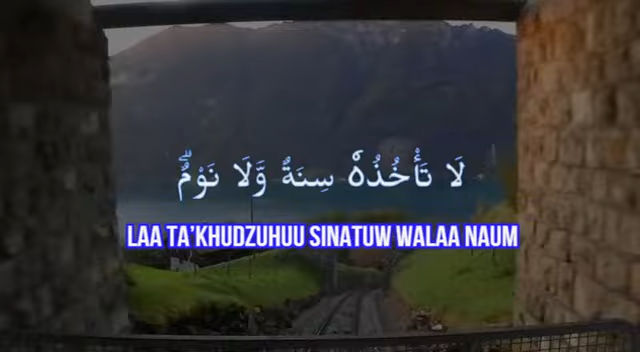 لَا تَأْخُذُهٗ سِنَةٌ وَّلَا نَوْمٌۗ
LAA TA'KHUDZUHUU SINATUW WALAA NAUM